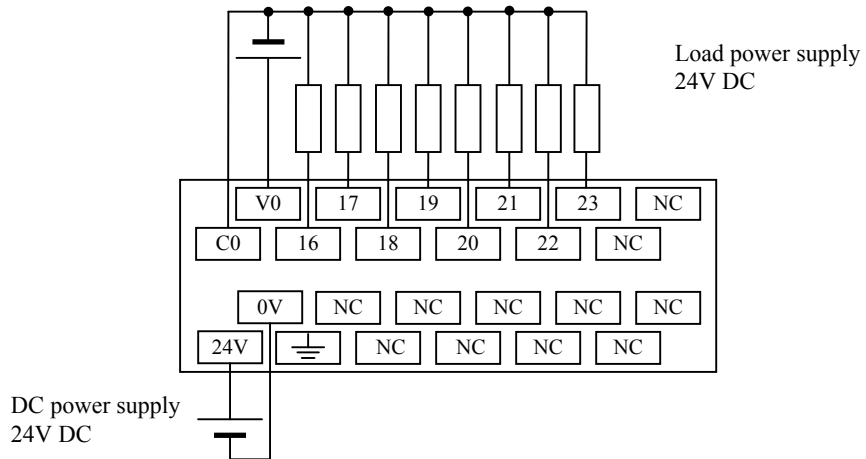 Load power supply
24V DC
V0 17 19 21 23 NC
C0 16 18 20 22 NC
0V NC NC NC NC NC
24V NC NC NC NC
DC power supply
24V DC